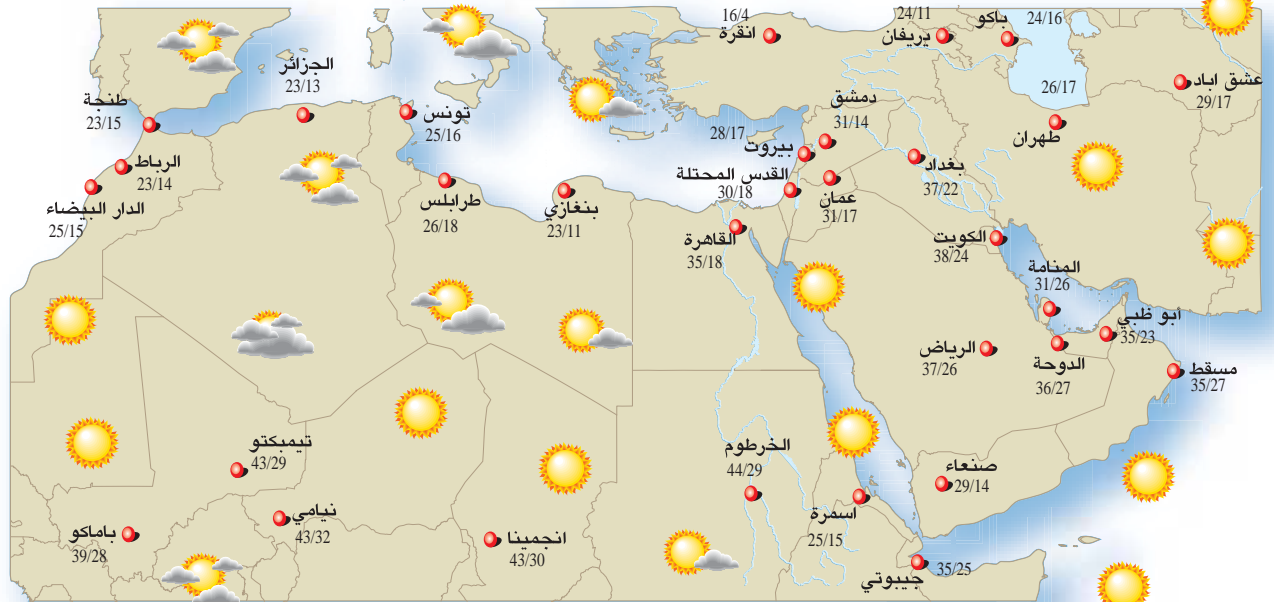 16/4
انقرة
24/11
يريفان
باكو
24/16
عشق اباد
29/17
26/17
طهران
الجزائر
23/13
طنجة
23/15
تونس
25/16
دمشق
31/14
28/17
بيروت
بغداد
37/22
الرباط
23/14
الدار البيضاء
25/15
طرابلس
26/18
بنغازي
23/11
القدس المحتلة
30/18
عمان
31/17
القاهرة
35/18
الكويت
38/24
المنامة
31/26
أبو ظبي
35/23
الرياض
37/26
الدوحة
36/27
مسقط
35/27
تيمبكتو
43/29
الخرطوم
44/29
صنعاء
29/14
باماكو
39/28
نيامي
43/32
انجمينا
43/30
اسمرة
25/15
جيبوتي
35/25